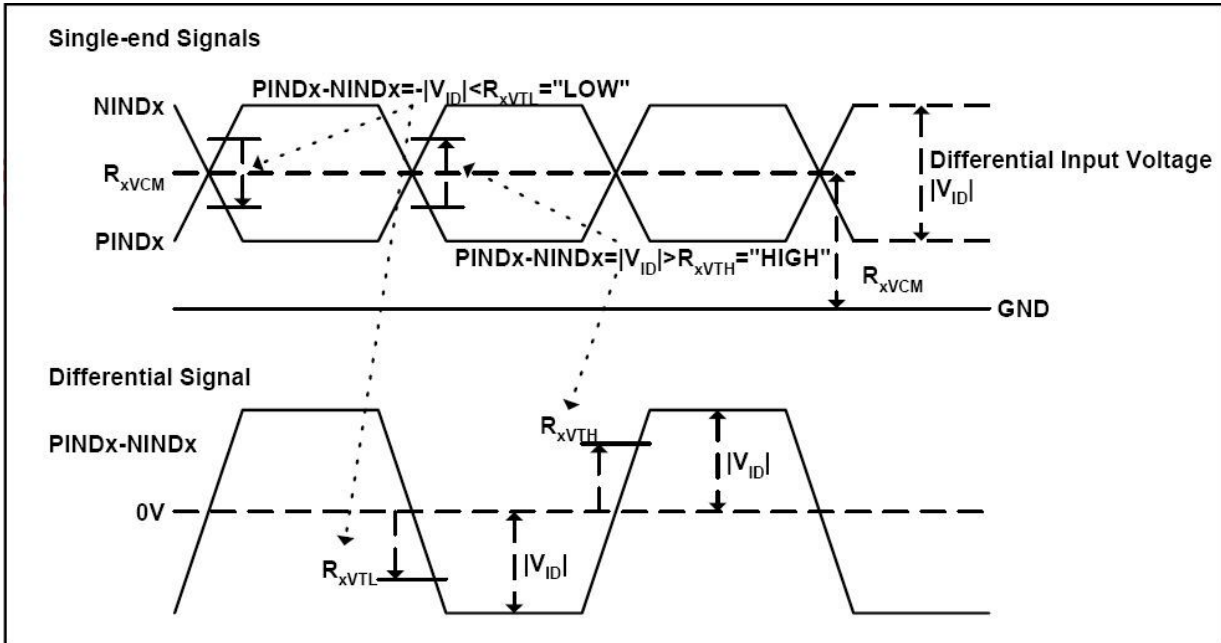 Single-end Signals
PINDx-NINDx=-|VID|<RxVTL="LOW"
NINDx
RxVCM
Differential Input Voltage
|VID|
PINDx
PINDx-NINDx=|VID|>RxVTH="HIGH"
RxVCM
GND
Differential Signal
RxVTH
PINDx-NINDx
|VID|
0V
RxVTL
|VID|